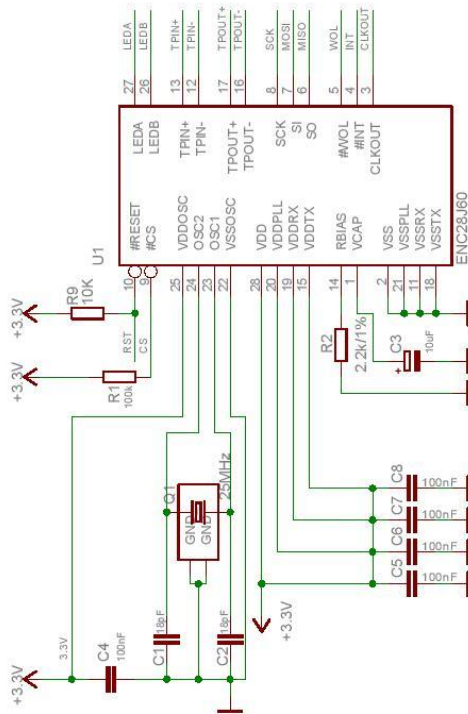 LEDA
LEDB
TPIN+
TPIN-
TPOUT+
TPOUT-
SCK
MOSI
MISO
WOL
INT
CLKOUT
27
26
13
12
17
16
8
7
6
5
4
3
LEDA
LEDB
TPIN+
TPIN-
TPOUT+
TPOUT-
SCK
SI
SO
#WOL
#INT
CLKOUT
U1
ENC28J60
#RESET
#CS
VDDOSC
OSC2
OSC1
VSSOSC
VDD
VDDPLL
VDDRX
VDDTX
RBIAS
VCAP
VSS
VSSPLL
VSSRX
VSSTX
10
9
25
24
23
22
28
20
19
15
14
1
2
21
11
18
+3.3V
R9
10K
RST
CS
+3.3V
R1
100k
R2
2.2k/1%
C3
10uF
+
Q1
25MHz
GND
GND
C8
100nF
C7
100nF
C6
100nF
C5
100nF
+3.3V
+3.3V
3.3V
C4
100nF
C1
18pF
C2
18pF